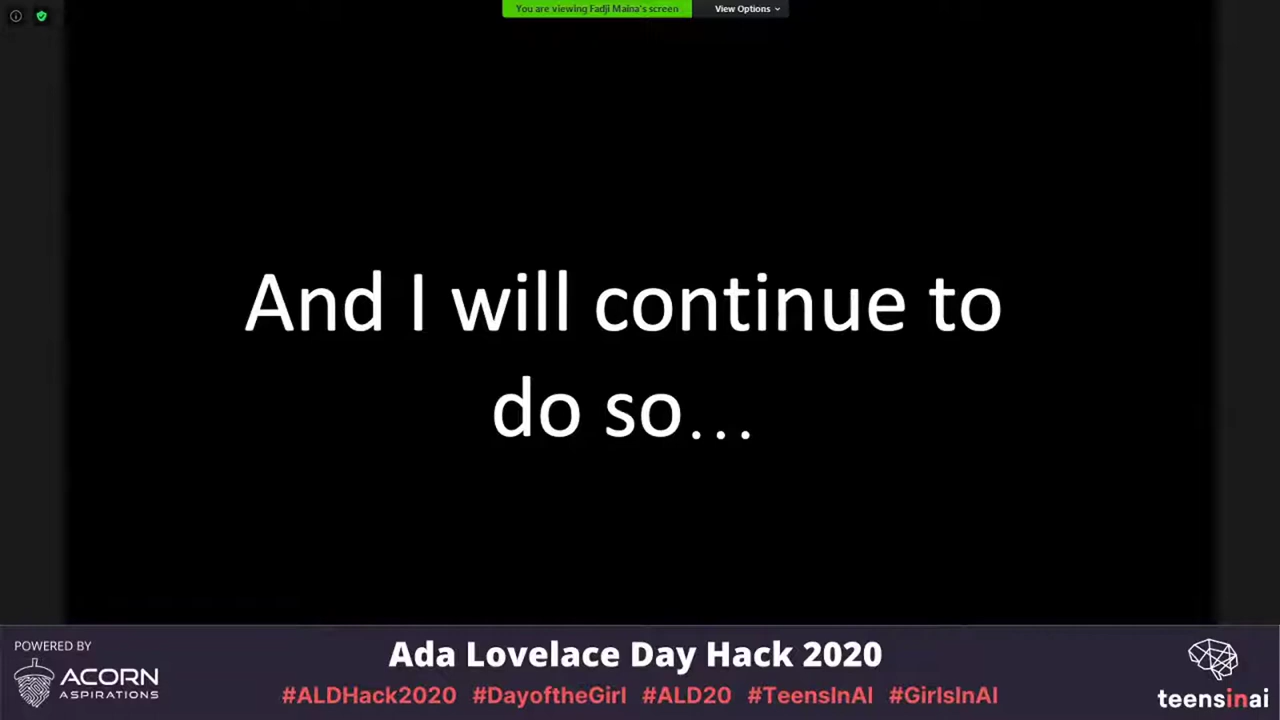 You are viewing Fadji Maina's screen
View Options
And I will continue to
do so...
POWERED BY
ACORN
ASPIRATIONS
Ada Lovelace Day Hack 2020
#ALDHack2020 #DayoftheGirl #ALD20 #TeensInAI #GirlsInAI
teensinai